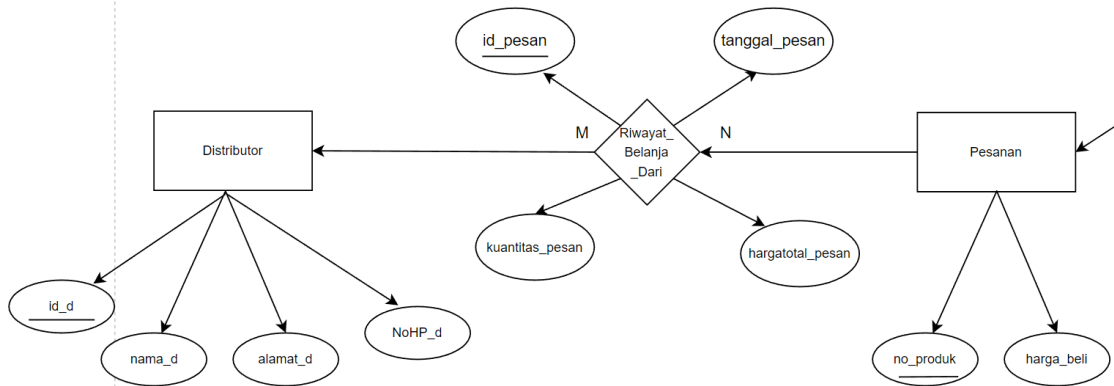 id_pesan
tanggal_pesan
M
Riwayat_
Belanja
_Dari
N
Distributor
Pesanan
kuantitas_pesan
hargatotal_pesan
id_d
nama_d
alamat_d
NoHP_d
no_produk
harga_beli